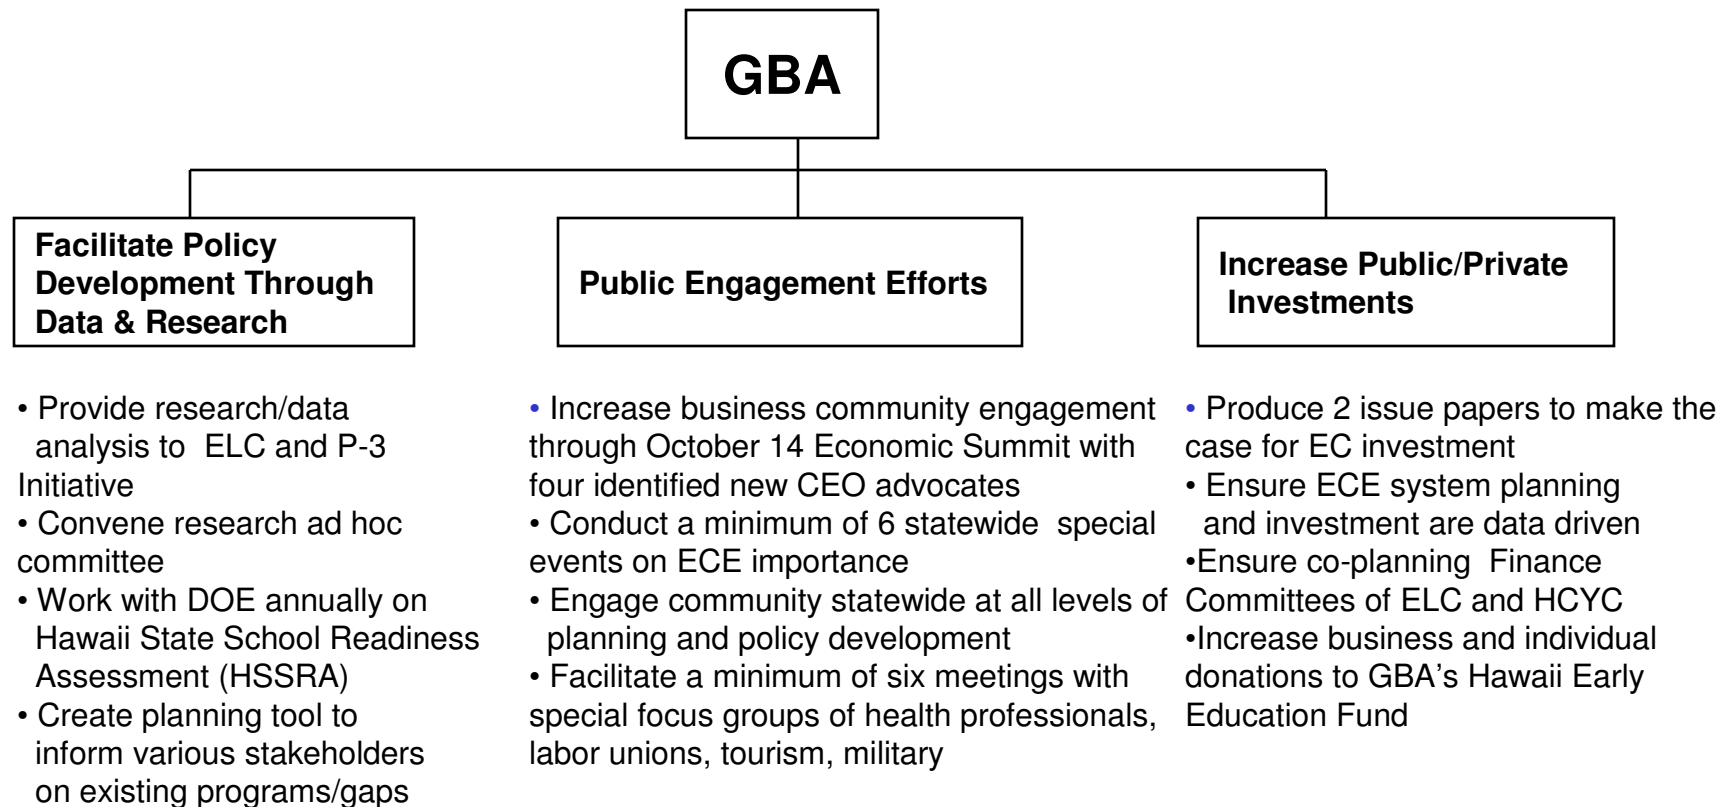 GBA
Facilitate Policy
Development Through
Data & Research
• Provide research/data
analysis to ELC and P-3
Initiative
• Convene research ad hoc
committee
• Work with DOE annually on
Hawaii State School Readiness
Assessment (HSSRA)
• Create planning tool to
inform various stakeholders
on existing programs/gaps
Public Engagement Efforts
• Increase business community engagement
through October 14 Economic Summit with
four identified new CEO advocates
• Conduct a minimum of 6 statewide special
events on ECE importance
• Engage community statewide at all levels of
planning and policy development
• Facilitate a minimum of six meetings with
special focus groups of health professionals,
labor unions, tourism, military
Increase Public/Private
Investments
• Produce 2 issue papers to make the
case for EC investment
• Ensure ECE system planning
and investment are data driven
•Ensure co-planning Finance
Committees of ELC and HCYC
•Increase business and individual
donations to GBA's Hawaii Early
Education Fund